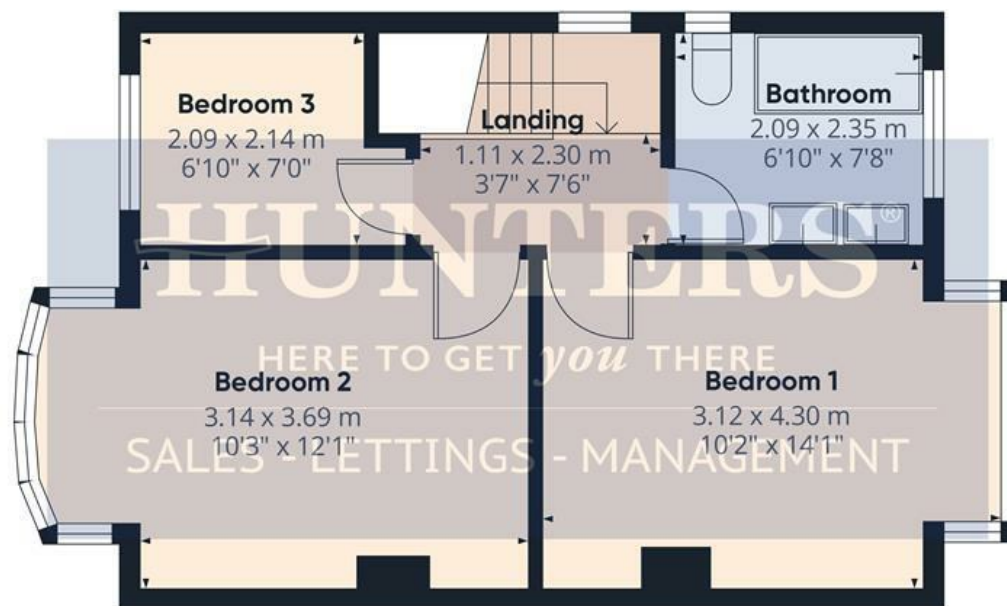 Bedroom 3
2.09 x 2.14 m
6'10" x 7'0"
Landing
1.11 x 2.30 m
3'7" x 7'6"
Bathroom
2.09 x 2.35 m
6'10" x 7'8"
HUNTERS®
HERE TO GET you THERE
Bedroom 2
3.14 x 3.69 m
10'3" x 12'1"
Bedroom 1
3.12 x 4.30 m
10'2" x 14'1"
SALES - LETTINGS - MANAGEMENT